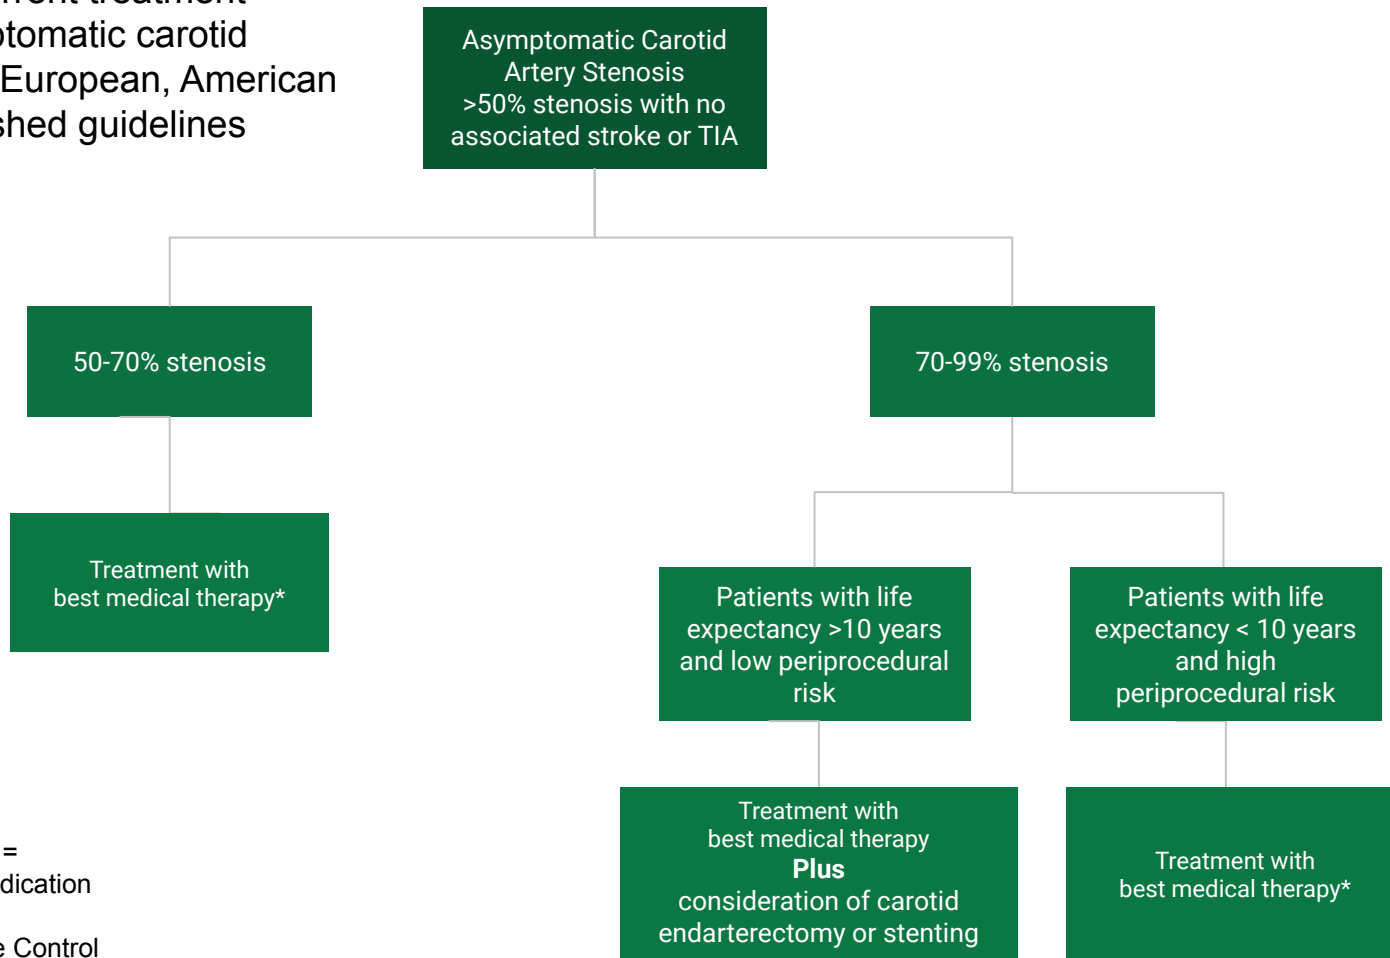 ptomatic carotid
European, American
shed guidelines
Asymptomatic Carotid
Artery Stenosis
>50% stenosis with no
associated stroke or TIA
50-70% stenosis
70-99% stenosis
Treatment with
best medical therapy*
Patients with life
expectancy >10 years
and low periprocedural
risk
Patients with life
expectancy < 10 years
and high
periprocedural risk
Treatment with
best medical therapy
Plus
consideration of carotid
endarterectomy or stenting
Treatment with
best medical therapy*
=
dication
e Control